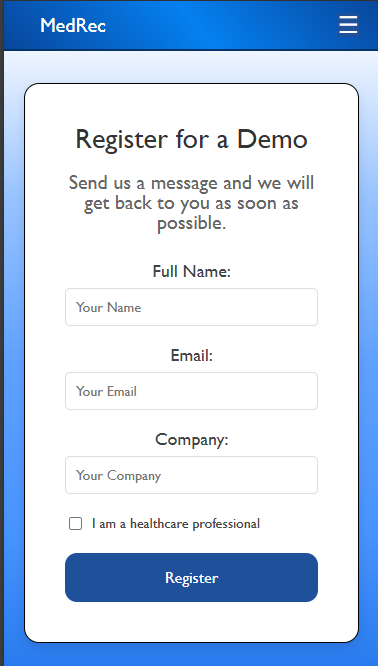 MedRec
Register for a Demo
Send us a message and we will
get back to you as soon as
possible.
Full Name:
Your Name
Email:
Your Email
Company:
Your Company
I am a healthcare professional
Register